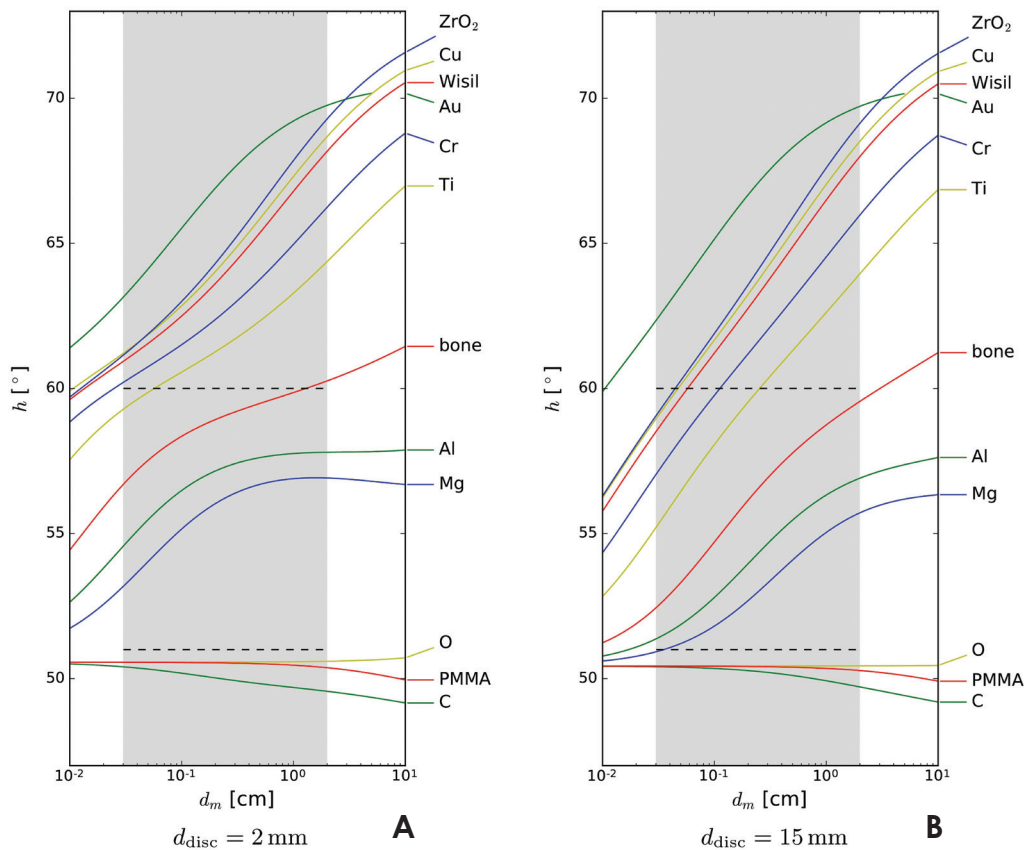 ZrO₂
Cu
Wisil
Au
Cr
Ti
bone
Al
Mg
O
PMMA
C
70
65
60
55
50
h [°]
10⁻² 10⁻¹ 10⁰ 10¹
dₘ [cm]
d_disc = 2 mm
A
ZrO₂
Cu
Wisil
Au
Cr
Ti
bone
Al
Mg
O
PMMA
C
70
65
60
55
50
h [°]
10⁻² 10⁻¹ 10⁰ 10¹
dₘ [cm]
d_disc = 15 mm
B